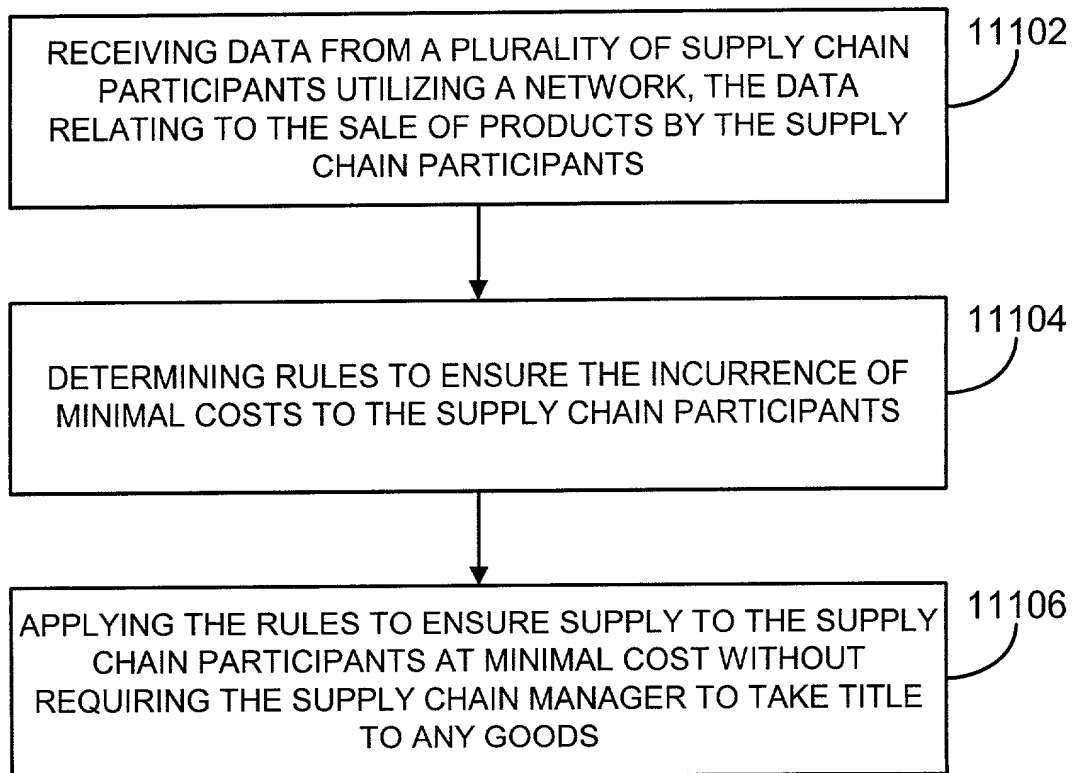 RECEIVING DATA FROM A PLURALITY OF SUPPLY CHAIN
PARTICIPANTS UTILIZING A NETWORK, THE DATA
RELATING TO THE SALE OF PRODUCTS BY THE SUPPLY
CHAIN PARTICIPANTS
11102
DETERMINING RULES TO ENSURE THE INCURRENCE OF
MINIMAL COSTS TO THE SUPPLY CHAIN PARTICIPANTS
11104
APPLYING THE RULES TO ENSURE SUPPLY TO THE SUPPLY
CHAIN PARTICIPANTS AT MINIMAL COST WITHOUT
REQUIRING THE SUPPLY CHAIN MANAGER TO TAKE TITLE
TO ANY GOODS
11106